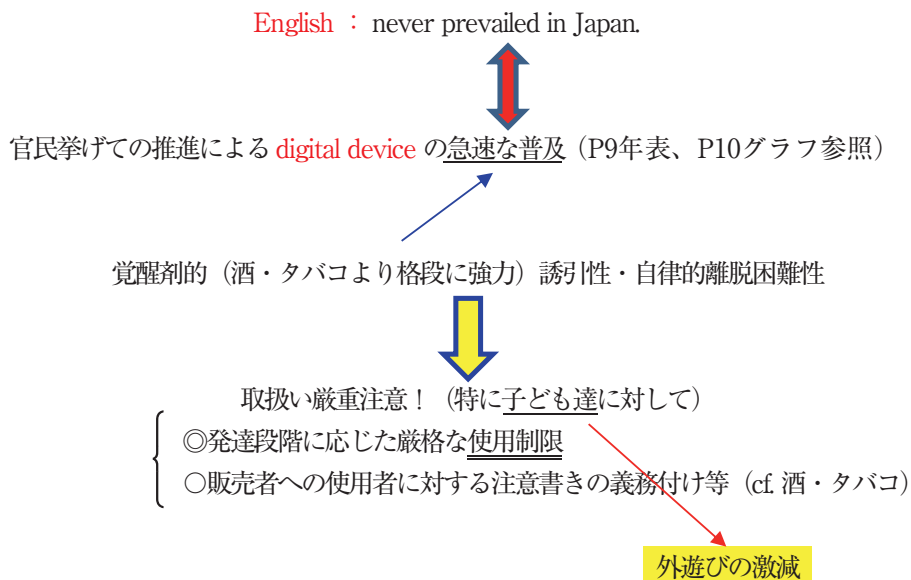 English : never prevailed in Japan.
官民挙げての推進による digital device の急速な普及（P9年表、P10グラフ参照）
覚醒剤的（酒・タバコより格段に強力）誘引性・自律的離脱困難性
取扱い厳重注意！（特に子ども達に対して）
◎発達段階に応じた厳格な使用制限
○販売者への使用者に対する注意書きの義務付け等（cf. 酒・タバコ）
外遊びの激減